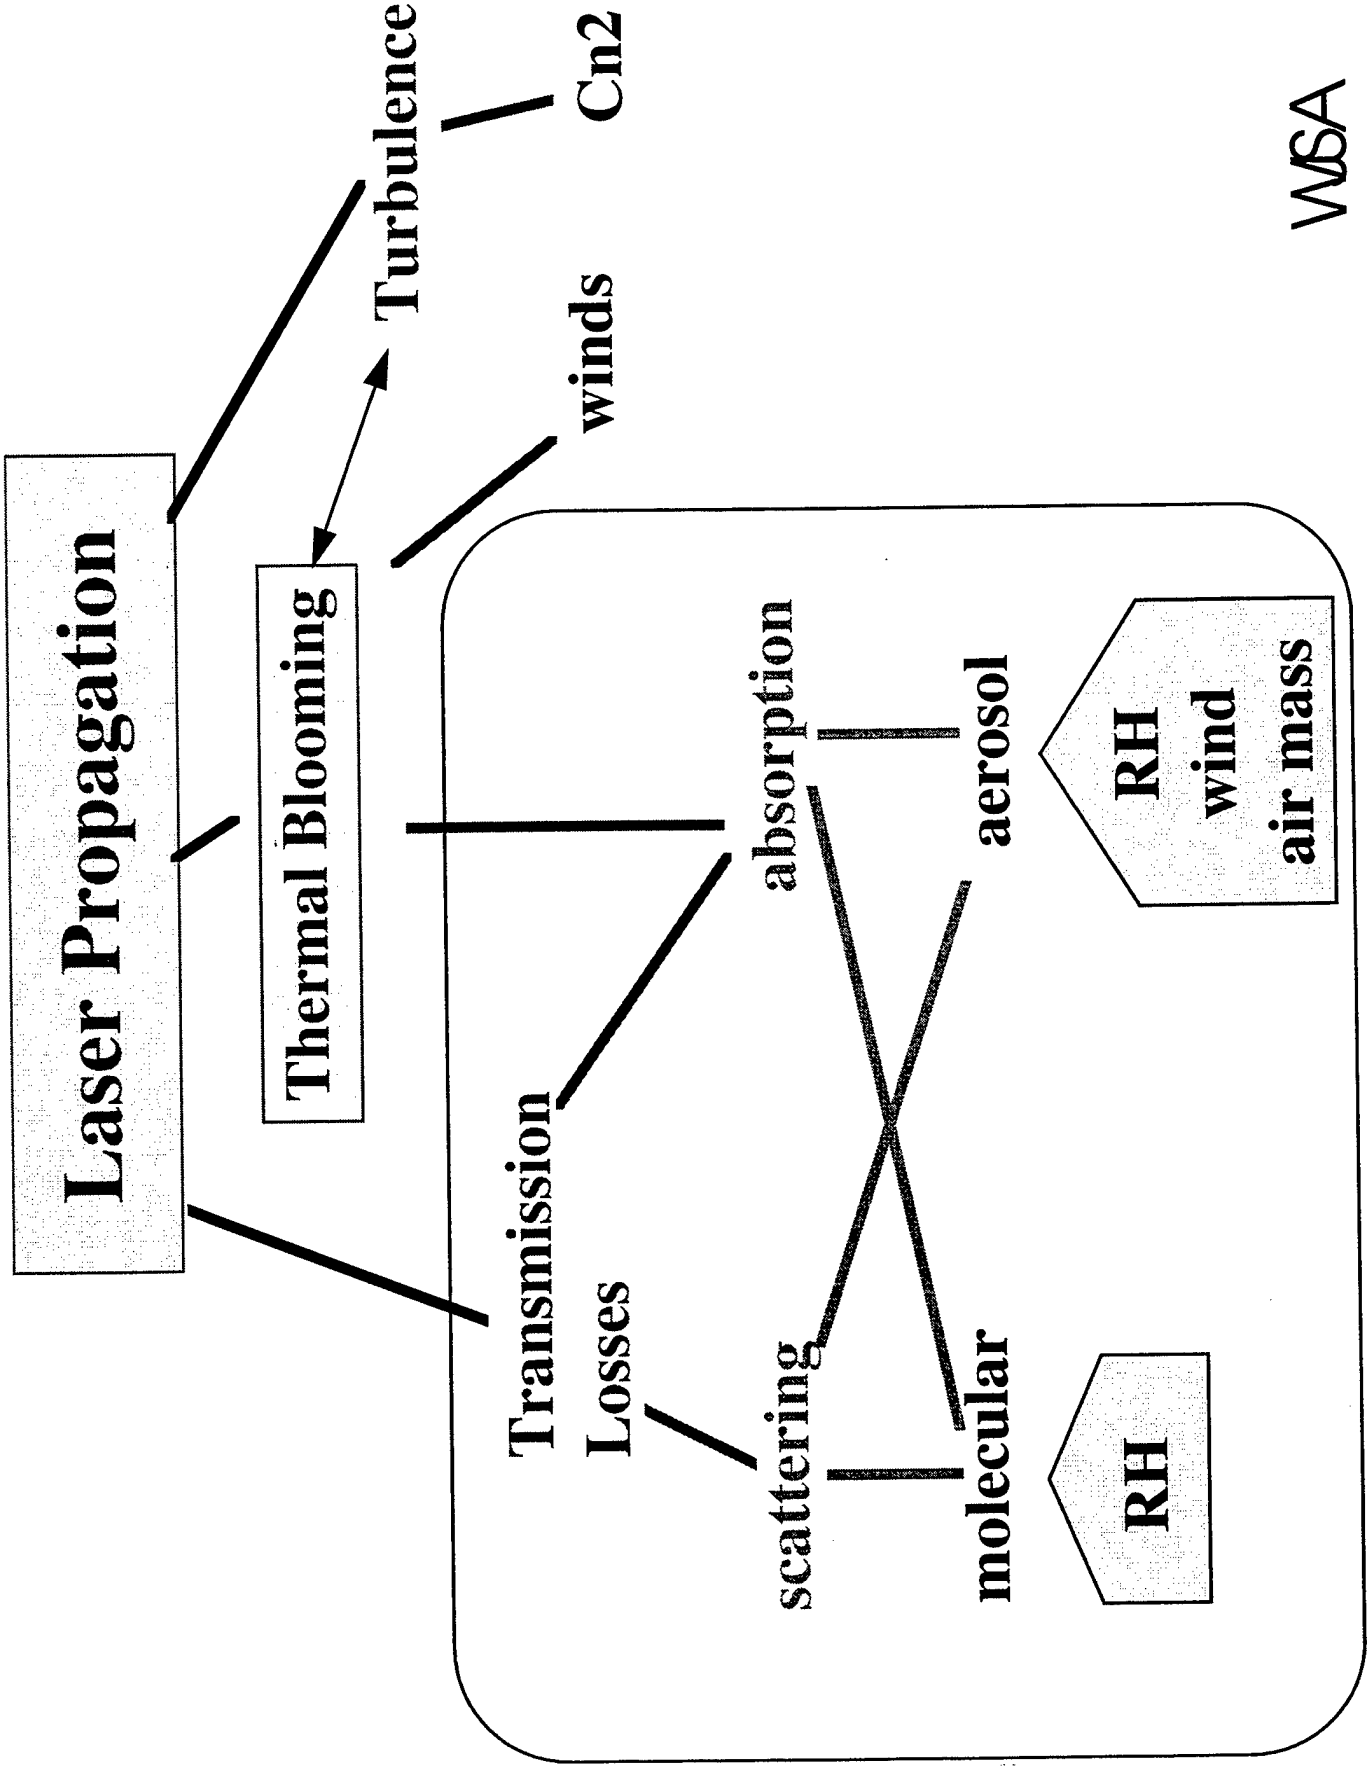 Laser Propagation
Thermal Blooming
Turbulence
Transmission
Losses
winds
Cn2
scattering
absorption
molecular
aerosol
RH
RH
wind
air mass
WSA